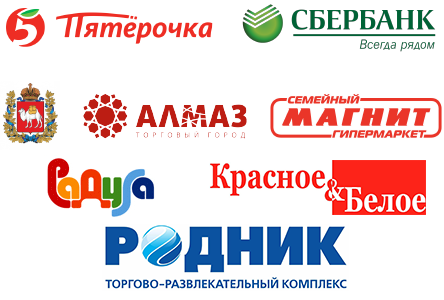 Пятёрочка
СБЕРБАНК
Всегда рядом
АЛМАЗ
ТОРГОВЫЙ ГОРОД
СЕМЕЙНЫЙ
МАГНИТ
ГИПЕРМАРКЕТ
Радуга
Красное
&Белое
РОДНИК
ТОРГОВО-РАЗВЛЕКАТЕЛЬНЫЙ КОМПЛЕКС